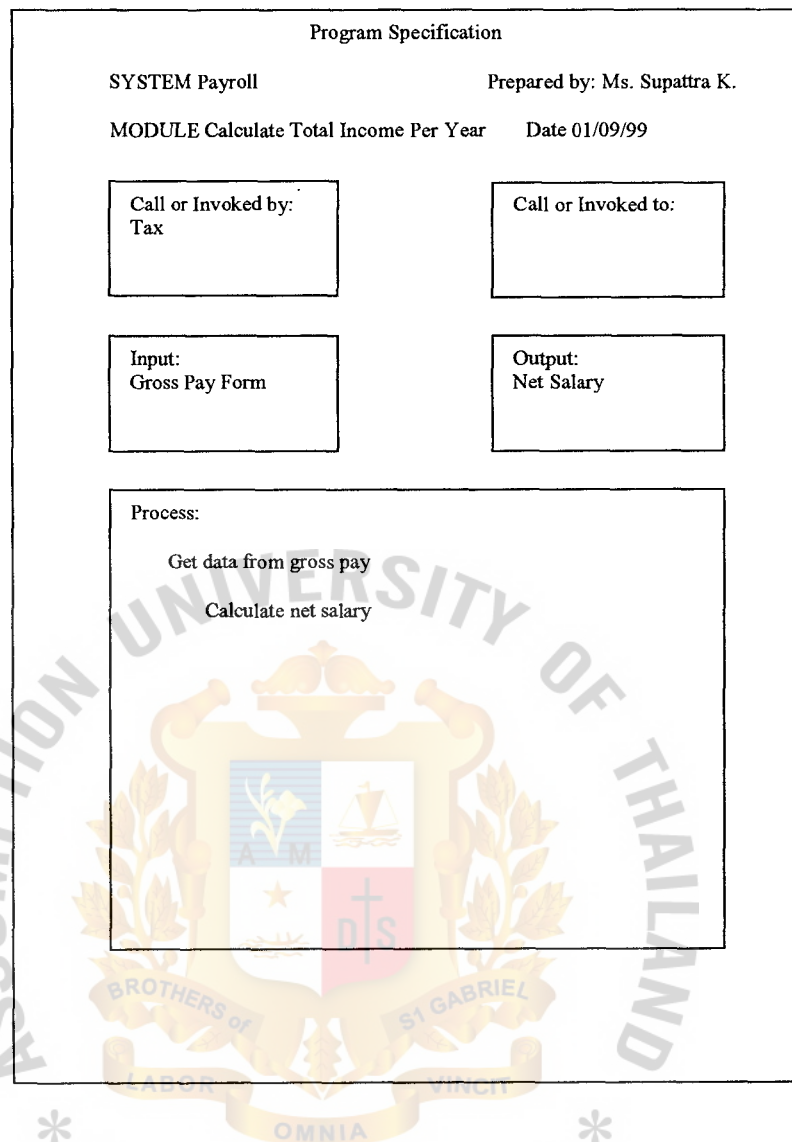 Program Specification
SYSTEM Payroll Prepared by: Ms. Supattra K.
MODULE Calculate Total Income Per Year Date 01/09/99
Call or Invoked by:
Tax
Call or Invoked to:
Input:
Gross Pay Form
Output:
Net Salary
Process:
Get data from gross pay
Calculate net salary
UNIVERSITY OF THAILAND
A M
D S
BROTHERS of S1 GABRIEL
LABOR VINCIT
OMNIA
* *